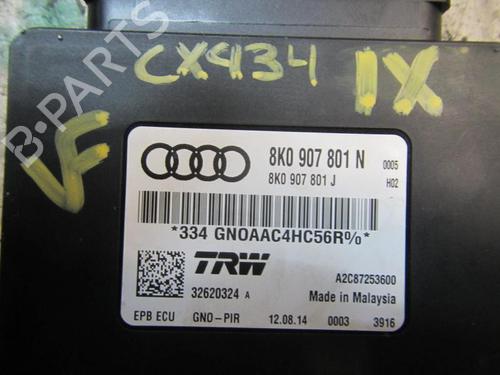 CX434 IX
VF
B-PARTS
8K0 907 801 N 0005
8K0 907 801 J H02
*334 GNOAAC4HC56R%*
TRW A2C87253600
32620324 A Made in Malaysia
EPB ECU GNO-PIR 12.08.14 0003 3916